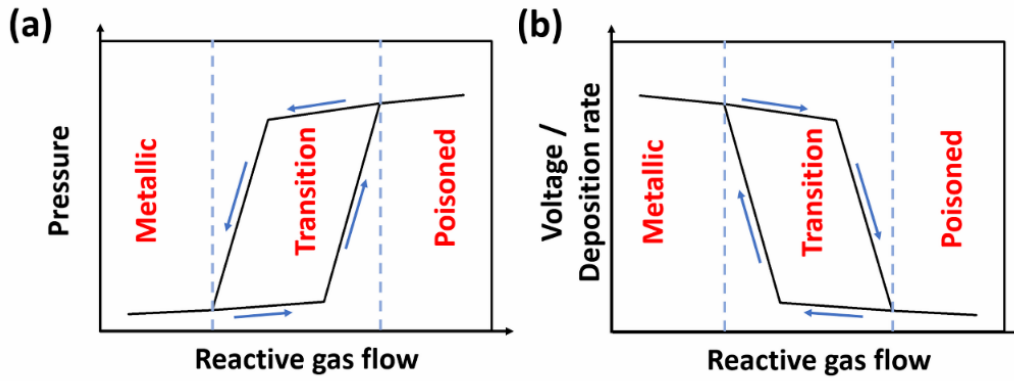 (a)
Pressure
Metallic
Transition
Poisoned
Reactive gas flow
(b)
Voltage /
Deposition rate
Metallic
Transition
Poisoned
Reactive gas flow